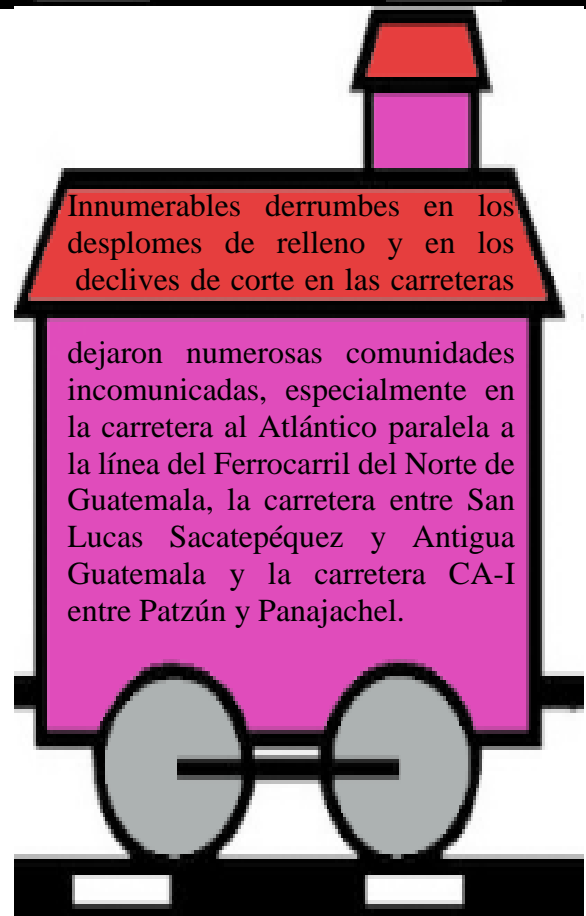 Innumerables derrumbes en los
desplomes de relleno y en los
declives de corte en las carreteras
dejaron numerosas comunidades
incomunicadas, especialmente en
la carretera al Atlántico paralela a
la línea del Ferrocarril del Norte de
Guatemala, la carretera entre San
Lucas Sacatepéquez y Antigua
Guatemala y la carretera CA-I
entre Patzún y Panajachel.